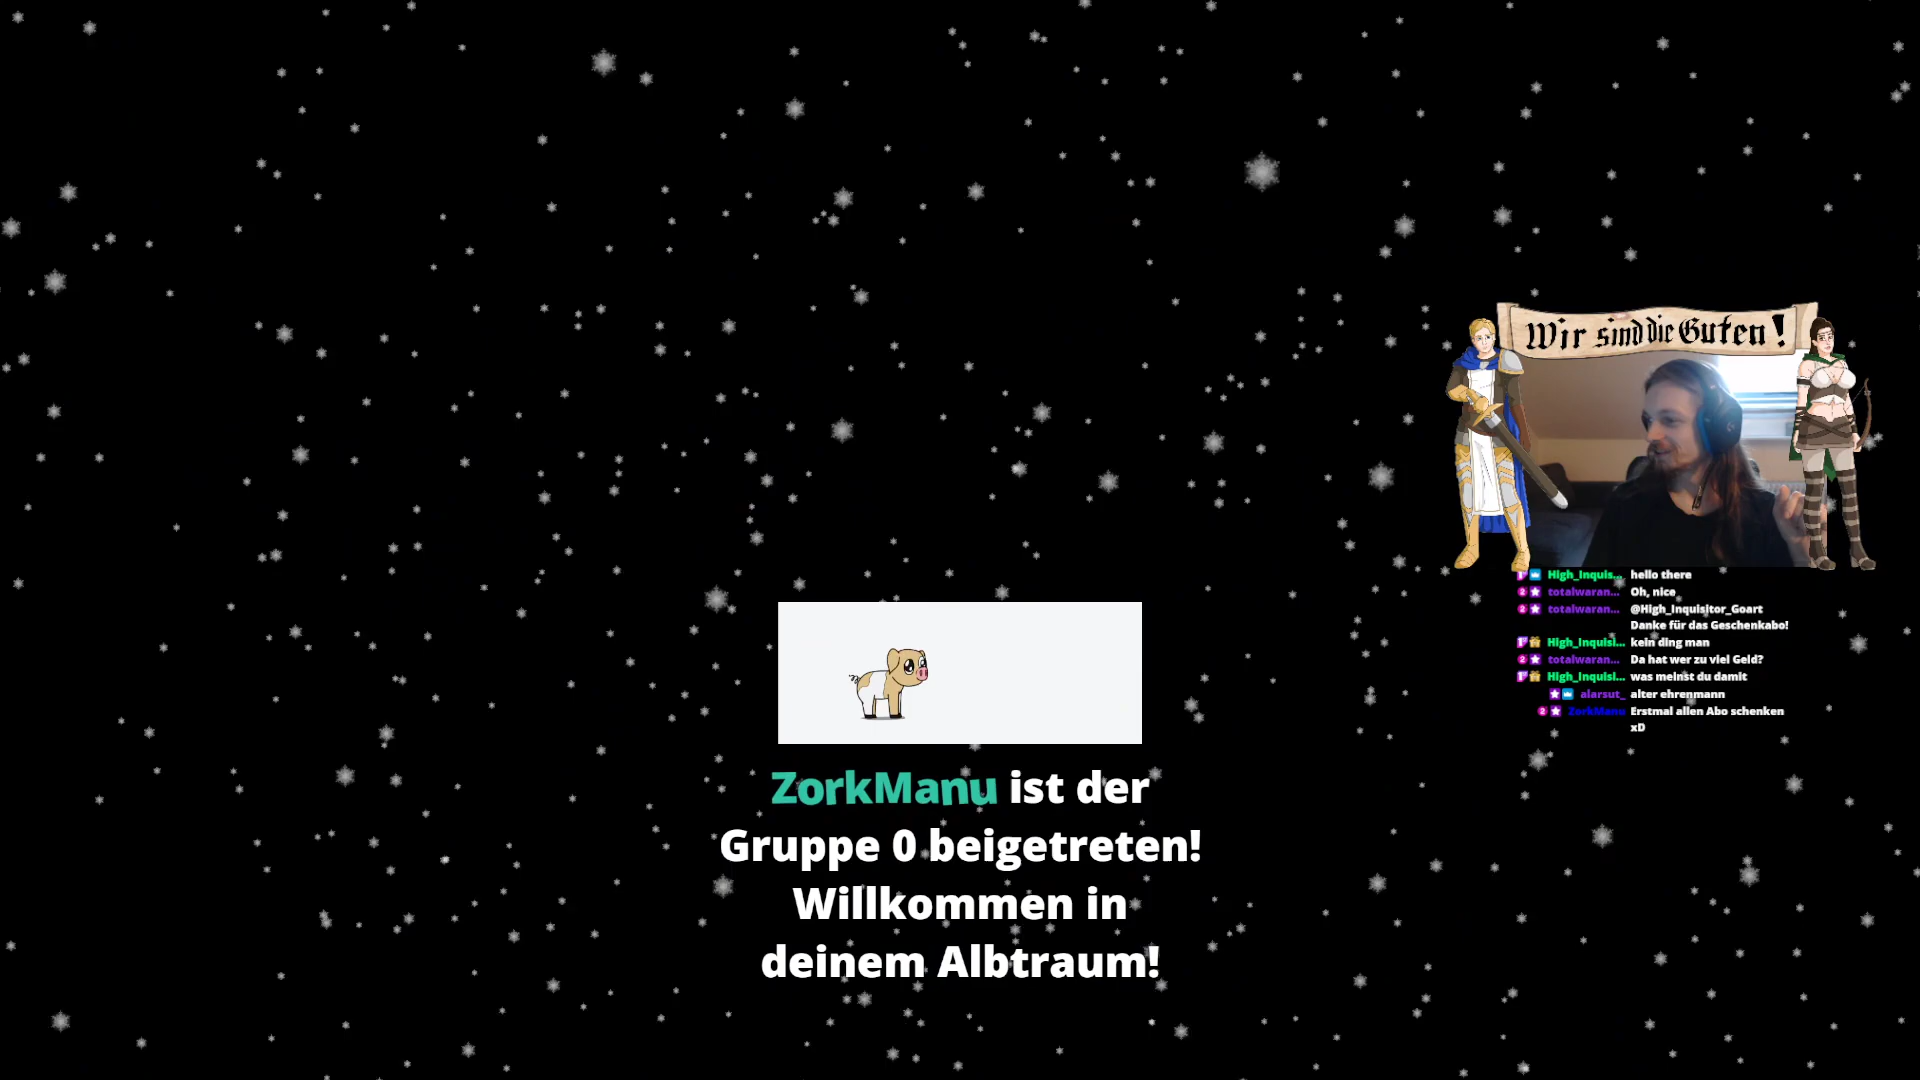 Wir sind die Guten!
High_Inquis... hello there
totalwaran... Oh, nice
totalwaran... @High_Inquisitor_Goart
Danke für das Geschenkabo!
High_Inquisi... kein ding man
totalwaran... Da hat wer zu viel Geld?
High_Inquisi... was meinst du damit
alarsut_ alter ehrenmann
ZorkManu Erstmal allen Abo schenken
xD
ZorkManu ist der
Gruppe 0 beigetreten!
Willkommen in
deinem Albtraum!